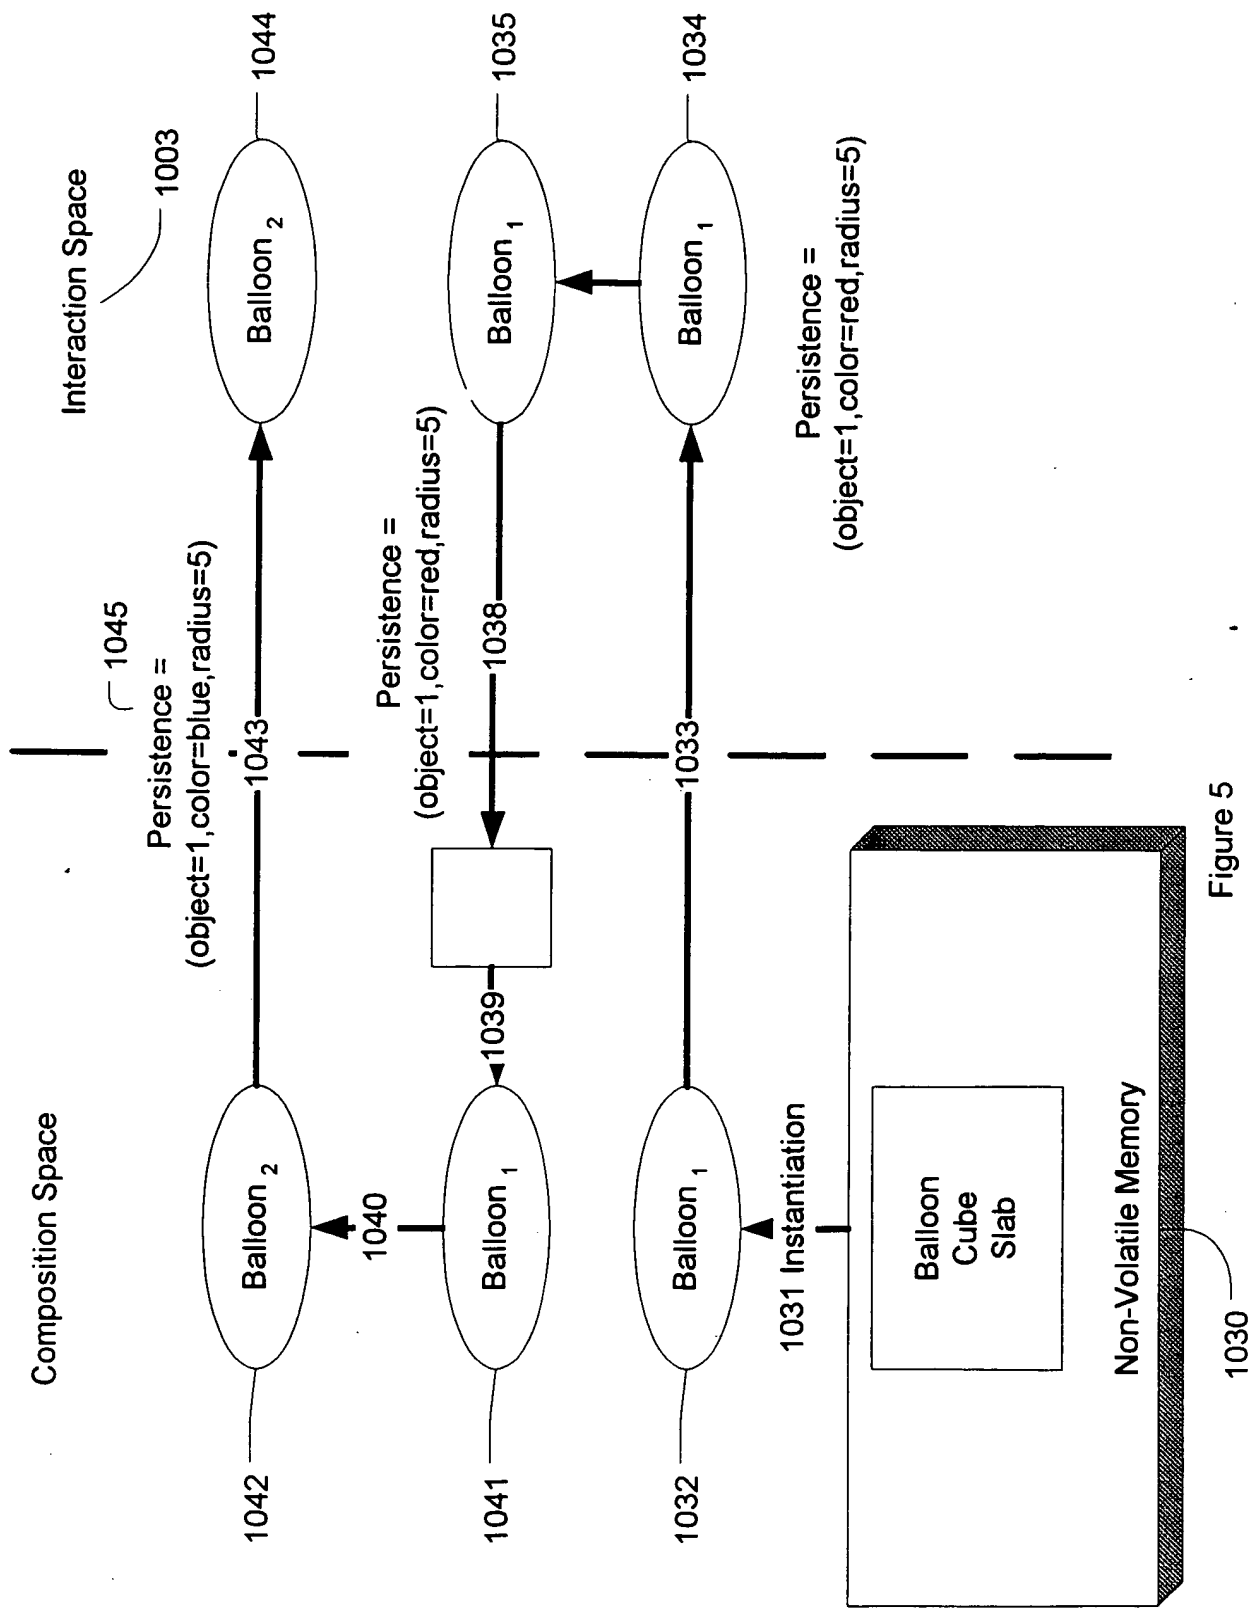 Composition Space
Interaction Space
1003
1045
Persistence =
(object=1,color=blue,radius=5)
1042
Balloon 2
1043
Balloon 2
1044
Persistence =
(object=1,color=red,radius=5)
1040
1041
Balloon 1
1039
1038
Balloon 1
1035
1032
Balloon 1
1033
Balloon 1
1034
Persistence =
(object=1,color=red,radius=5)
1031 Instantiation
Balloon
Cube
Slab
Non-Volatile Memory
1030
Figure 5